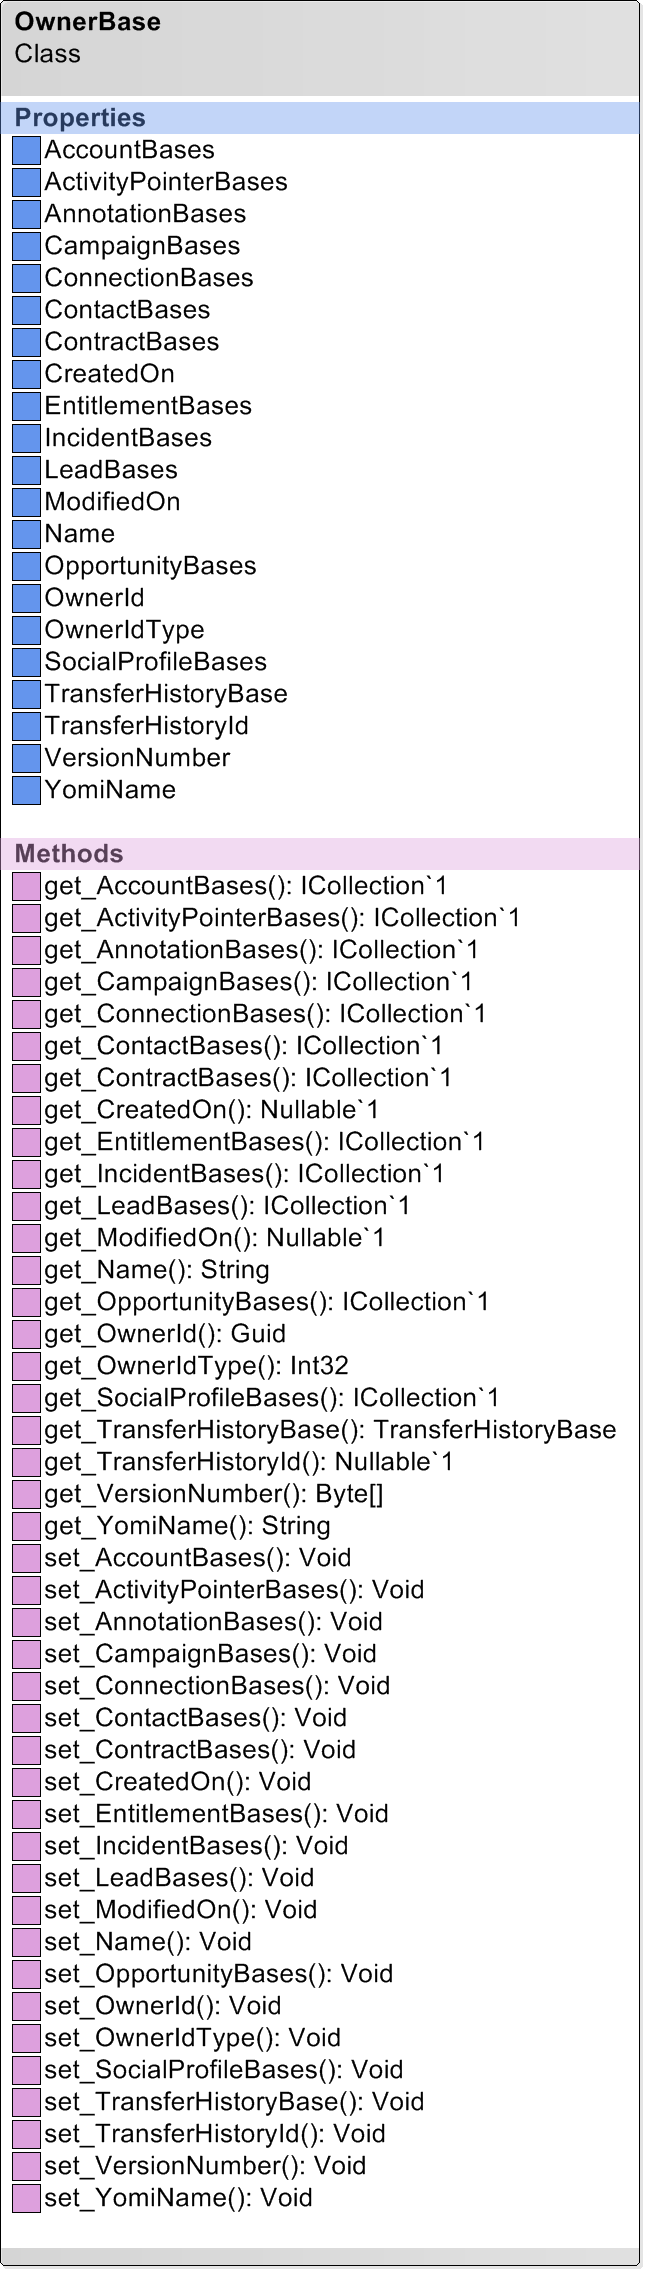 OwnerBase
Class
Properties
AccountBases
ActivityPointerBases
AnnotationBases
CampaignBases
ConnectionBases
ContactBases
ContractBases
CreatedOn
EntitlementBases
IncidentBases
LeadBases
ModifiedOn
Name
OpportunityBases
OwnerId
OwnerIdType
SocialProfileBases
TransferHistoryBase
TransferHistoryId
VersionNumber
YomiName
Methods
get_AccountBases(): ICollection`1
get_ActivityPointerBases(): ICollection`1
get_AnnotationBases(): ICollection`1
get_CampaignBases(): ICollection`1
get_ConnectionBases(): ICollection`1
get_ContactBases(): ICollection`1
get_ContractBases(): ICollection`1
get_CreatedOn(): Nullable`1
get_EntitlementBases(): ICollection`1
get_IncidentBases(): ICollection`1
get_LeadBases(): ICollection`1
get_ModifiedOn(): Nullable`1
get_Name(): String
get_OpportunityBases(): ICollection`1
get_OwnerId(): Guid
get_OwnerIdType(): Int32
get_SocialProfileBases(): ICollection`1
get_TransferHistoryBase(): TransferHistoryBase
get_TransferHistoryId(): Nullable`1
get_VersionNumber(): Byte[]
get_YomiName(): String
set_AccountBases(): Void
set_ActivityPointerBases(): Void
set_AnnotationBases(): Void
set_CampaignBases(): Void
set_ConnectionBases(): Void
set_ContactBases(): Void
set_ContractBases(): Void
set_CreatedOn(): Void
set_EntitlementBases(): Void
set_IncidentBases(): Void
set_LeadBases(): Void
set_ModifiedOn(): Void
set_Name(): Void
set_OpportunityBases(): Void
set_OwnerId(): Void
set_OwnerIdType(): Void
set_SocialProfileBases(): Void
set_TransferHistoryBase(): Void
set_TransferHistoryId(): Void
set_VersionNumber(): Void
set_YomiName(): Void